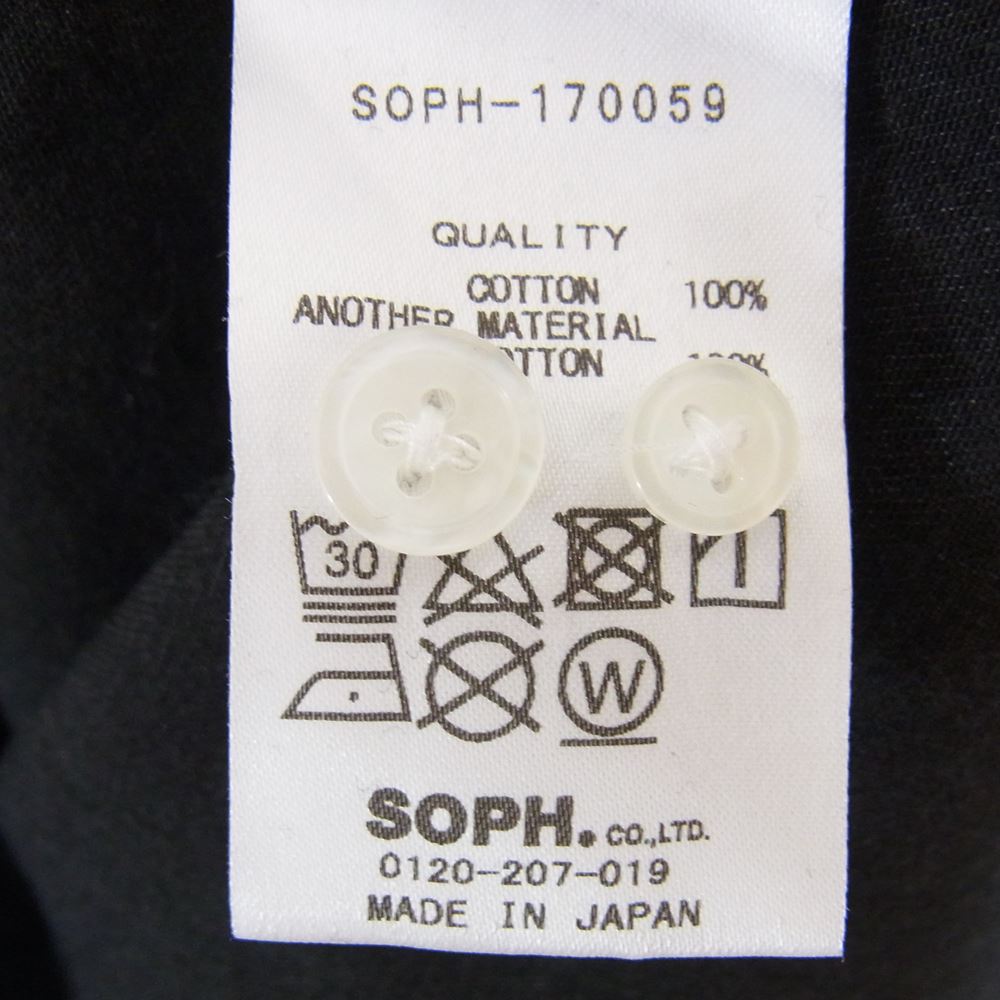 SOPH-170059
QUALITY
COTTON 100%
ANOTHER MATERIAL
30
W
SOPH. CO.,LTD.
0120-207-019
MADE IN JAPAN